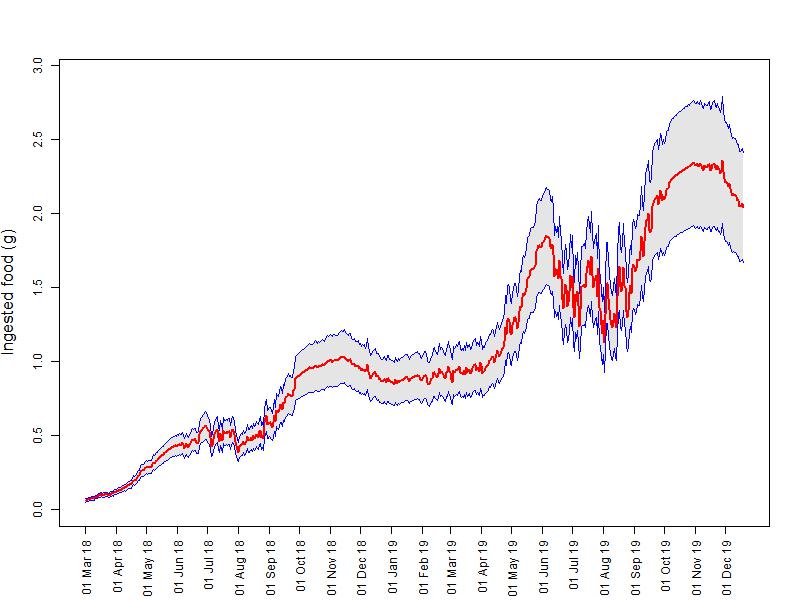 Ingested food (g)
3.0
2.5
2.0
1.5
1.0
0.5
0.0
01 Mar 18
01 Apr 18
01 May 18
01 Jun 18
01 Jul 18
01 Aug 18
01 Sep 18
01 Oct 18
01 Nov 18
01 Dec 18
01 Jan 19
01 Feb 19
01 Mar 19
01 Apr 19
01 May 19
01 Jun 19
01 Jul 19
01 Aug 19
01 Sep 19
01 Oct 19
01 Nov 19
01 Dec 19